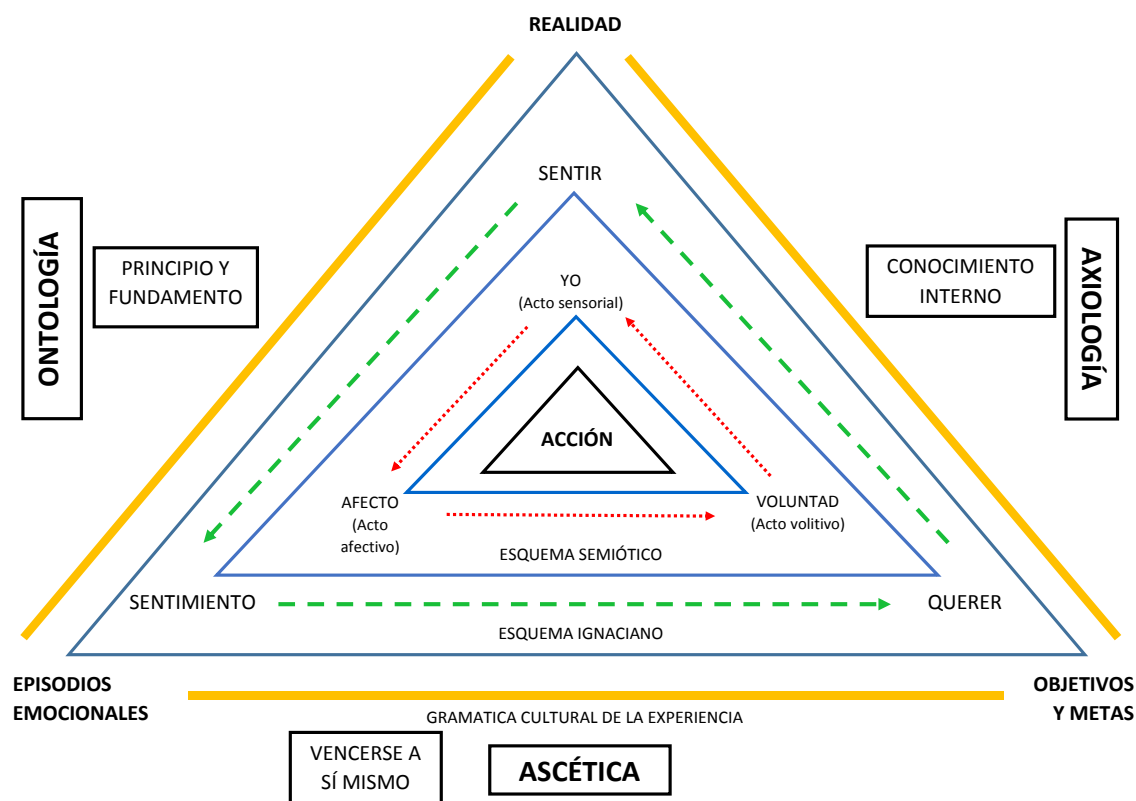 REALIDAD
SENTIR
ONTOLOGÍA
PRINCIPIO Y
FUNDAMENTO
CONOCIMIENTO
INTERNO
AXIOLOGÍA
YO
(Acto sensorial)
ACCIÓN
AFECTO
(Acto
afectivo)
VOLUNTAD
(Acto volitivo)
ESQUEMA SEMIÓTICO
SENTIMIENTO
QUERER
ESQUEMA IGNACIANO
EPISODIOS
EMOCIONALES
OBJETIVOS
Y METAS
GRAMATICA CULTURAL DE LA EXPERIENCIA
VENCERSE A
SÍ MISMO
ASCÉTICA